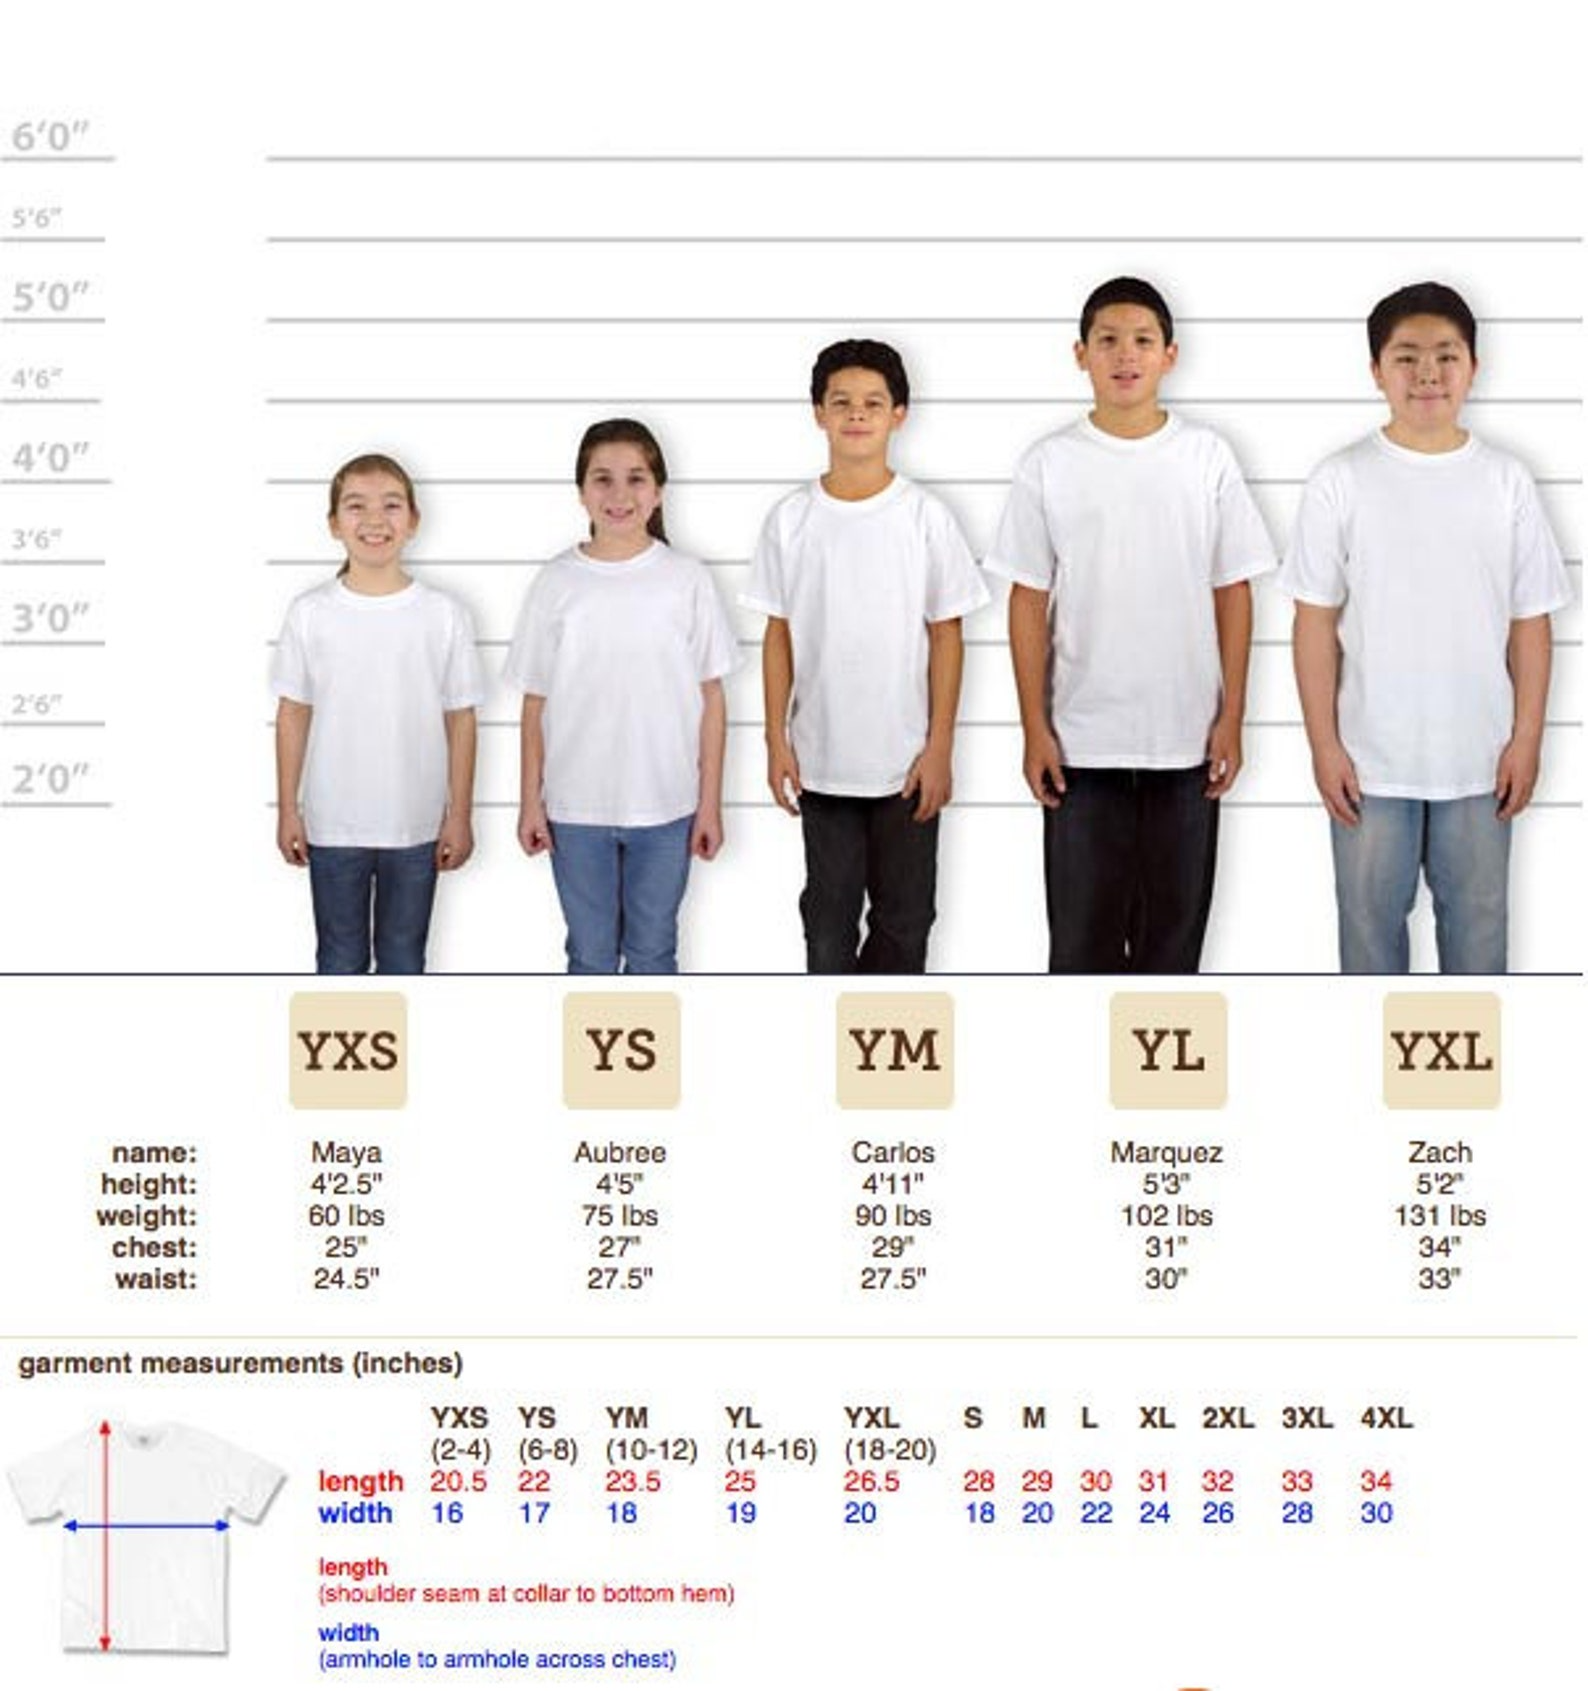 6'0"
5'6"
5'0"
4'6"
4'0"
3'6"
3'0"
2'6"
2'0"
YXS YS YM YL YXL
name: Maya Aubree Carlos Marquez Zach
height: 4'2.5" 4'5" 4'11" 5'3" 5'2"
weight: 60 lbs 75 lbs 90 lbs 102 lbs 131 lbs
chest: 25" 27" 29" 31" 34"
waist: 24.5" 27.5" 27.5" 30" 33"
garment measurements (inches)
YXS YS YM YL YXL S M L XL 2XL 3XL 4XL
(2-4) (6-8) (10-12) (14-16) (18-20)
length 20.5 22 23.5 25 26.5 28 29 30 31 32 33 34
width 16 17 18 19 20 18 20 22 24 26 28 30
length
(shoulder seam at collar to bottom hem)
width
(armhole to armhole across chest)